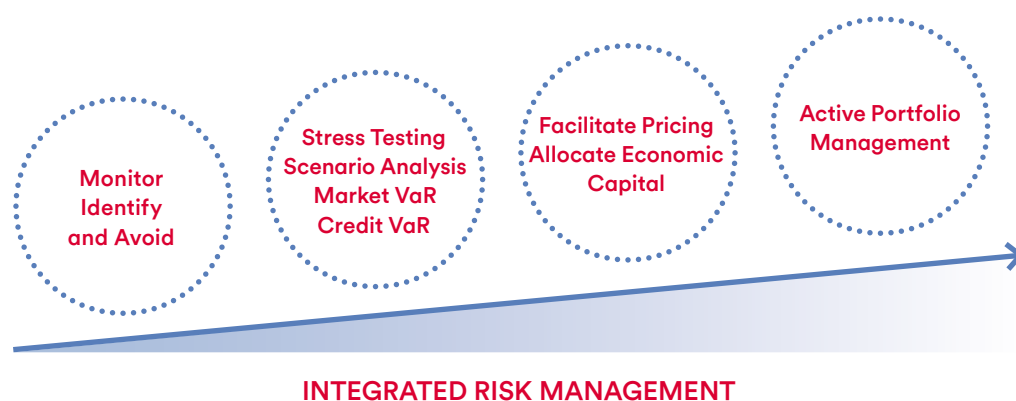 Monitor
Identify
and Avoid
Stress Testing
Scenario Analysis
Market VaR
Credit VaR
Facilitate Pricing
Allocate Economic
Capital
Active Portfolio
Management
INTEGRATED RISK MANAGEMENT